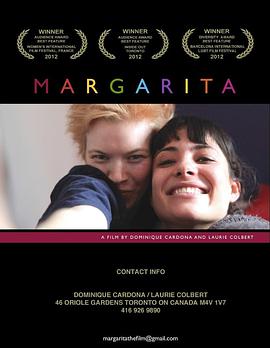 WINNER
AUDIENCE AWARD
BEST FEATURE
WOMEN'S INTERNATIONAL
FILM FESTIVAL, FRANCE
2012
WINNER
AUDIENCE AWARD
BEST FEATURE
INSIDE OUT
TORONTO
2012
WINNER
DIVERSITY AWARD
BEST FEATURE
BARCELONA INTERNATIONAL
LGBT FILM FESTIVAL
2012
MARGARITA
A FILM BY DOMINIQUE CARDONA AND LAURIE COLBERT
CONTACT INFO
DOMINIQUE CARDONA / LAURIE COLBERT
46 ORIOLE GARDENS TORONTO ON CANADA M4V 1V7
416 926 9890
margaritathefilm@gmail.com